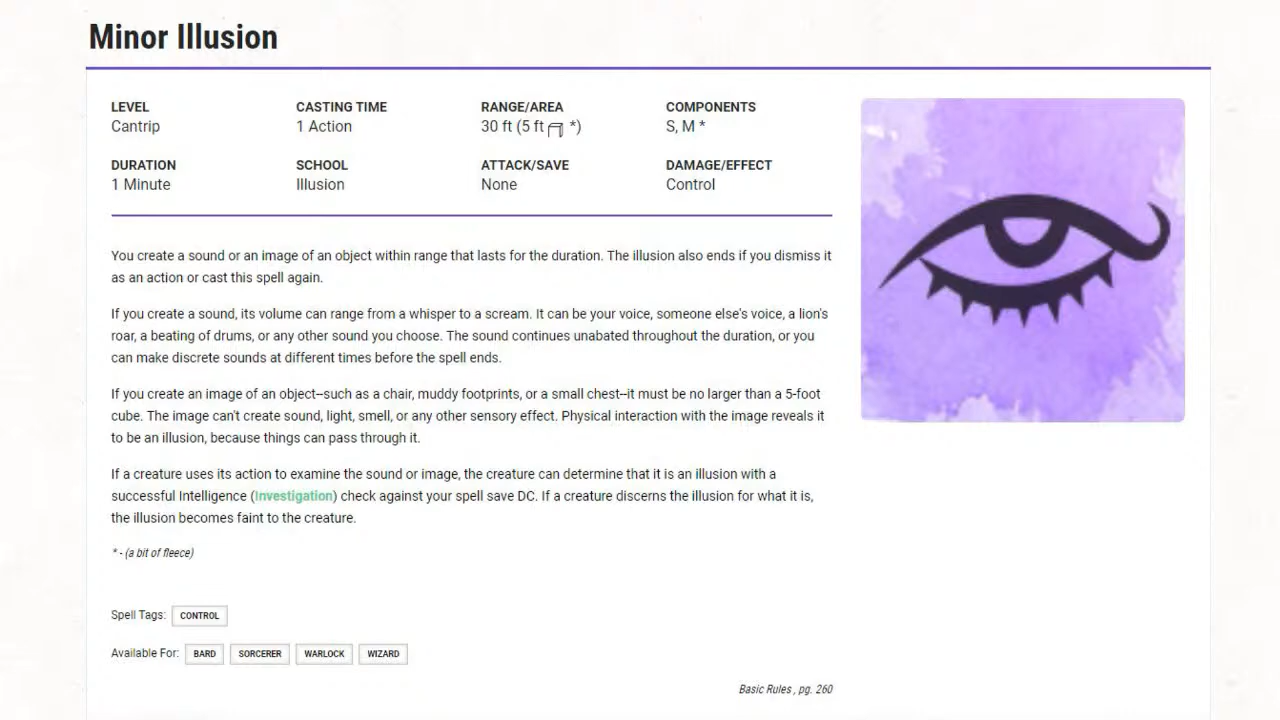 Minor Illusion
LEVEL CASTING TIME RANGE/AREA COMPONENTS
Cantrip 1 Action 30 ft (5 ft *) S, M *
DURATION SCHOOL ATTACK/SAVE DAMAGE/EFFECT
1 Minute Illusion None Control
You create a sound or an image of an object within range that lasts for the duration. The illusion also ends if you dismiss it
as an action or cast this spell again.
If you create a sound, its volume can range from a whisper to a scream. It can be your voice, someone else's voice, a lion's
roar, a beating of drums, or any other sound you choose. The sound continues unabated throughout the duration, or you
can make discrete sounds at different times before the spell ends.
If you create an image of an object--such as a chair, muddy footprints, or a small chest--it must be no larger than a 5-foot
cube. The image can't create sound, light, smell, or any other sensory effect. Physical interaction with the image reveals it
to be an illusion, because things can pass through it.
If a creature uses its action to examine the sound or image, the creature can determine that it is an illusion with a
successful Intelligence (Investigation) check against your spell save DC. If a creature discerns the illusion for what it is,
the illusion becomes faint to the creature.
* - (a bit of fleece)
Spell Tags: CONTROL
Available For: BARD SORCERER WARLOCK WIZARD
Basic Rules , pg. 260